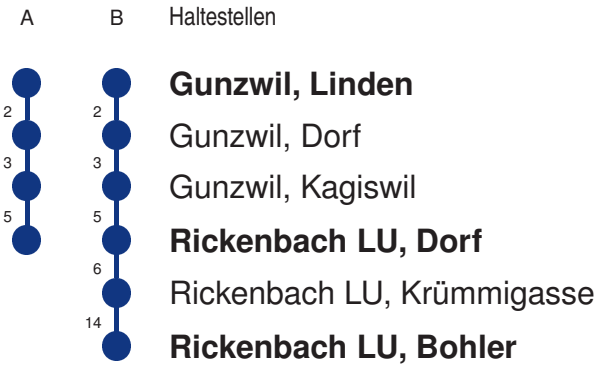 A B Haltestellen
Gunzwil, Linden
2 2
Gunzwil, Dorf
3 3
Gunzwil, Kagiswil
5 5
Rickenbach LU, Dorf
6
Rickenbach LU, Krümmigasse
14
Rickenbach LU, Bohler